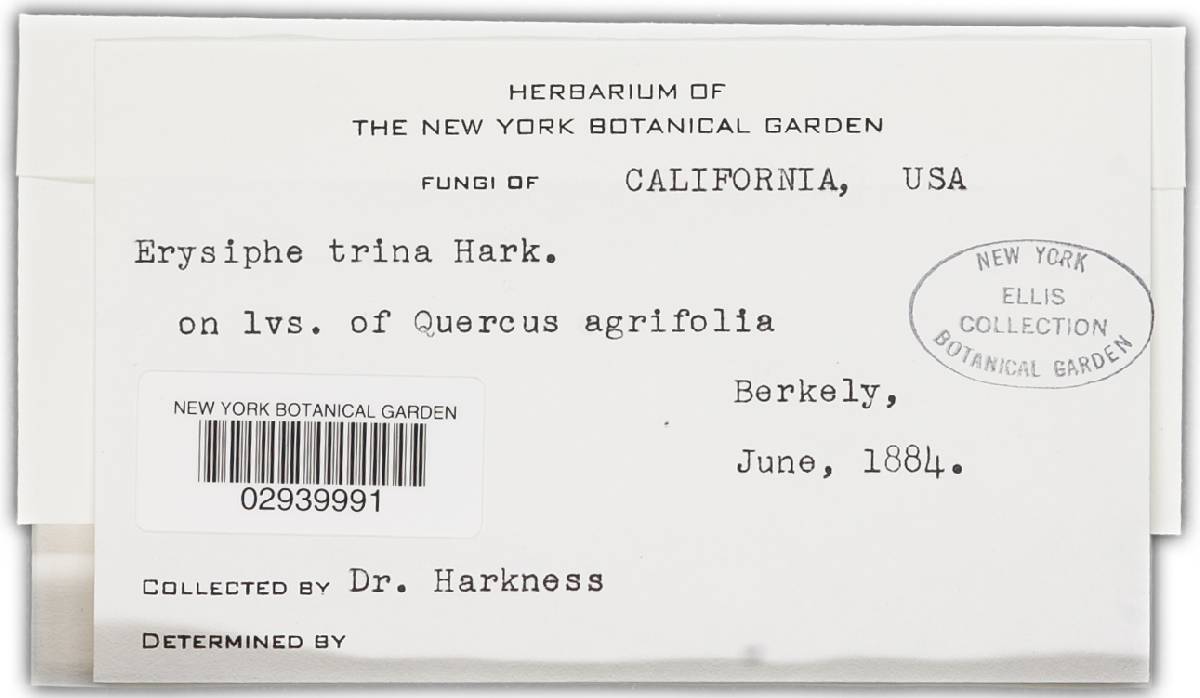 HERBARIUM OF
THE NEW YORK BOTANICAL GARDEN
FUNGI OF CALIFORNIA, USA
Erysiphe trina Hark.
on lvs. of Quercus agrifolia
NEW YORK
ELLIS
COLLECTION
BOTANICAL GARDEN
Berkely,
June, 1884.
NEW YORK BOTANICAL GARDEN
02939991
COLLECTED BY Dr. Harkness
DETERMINED BY